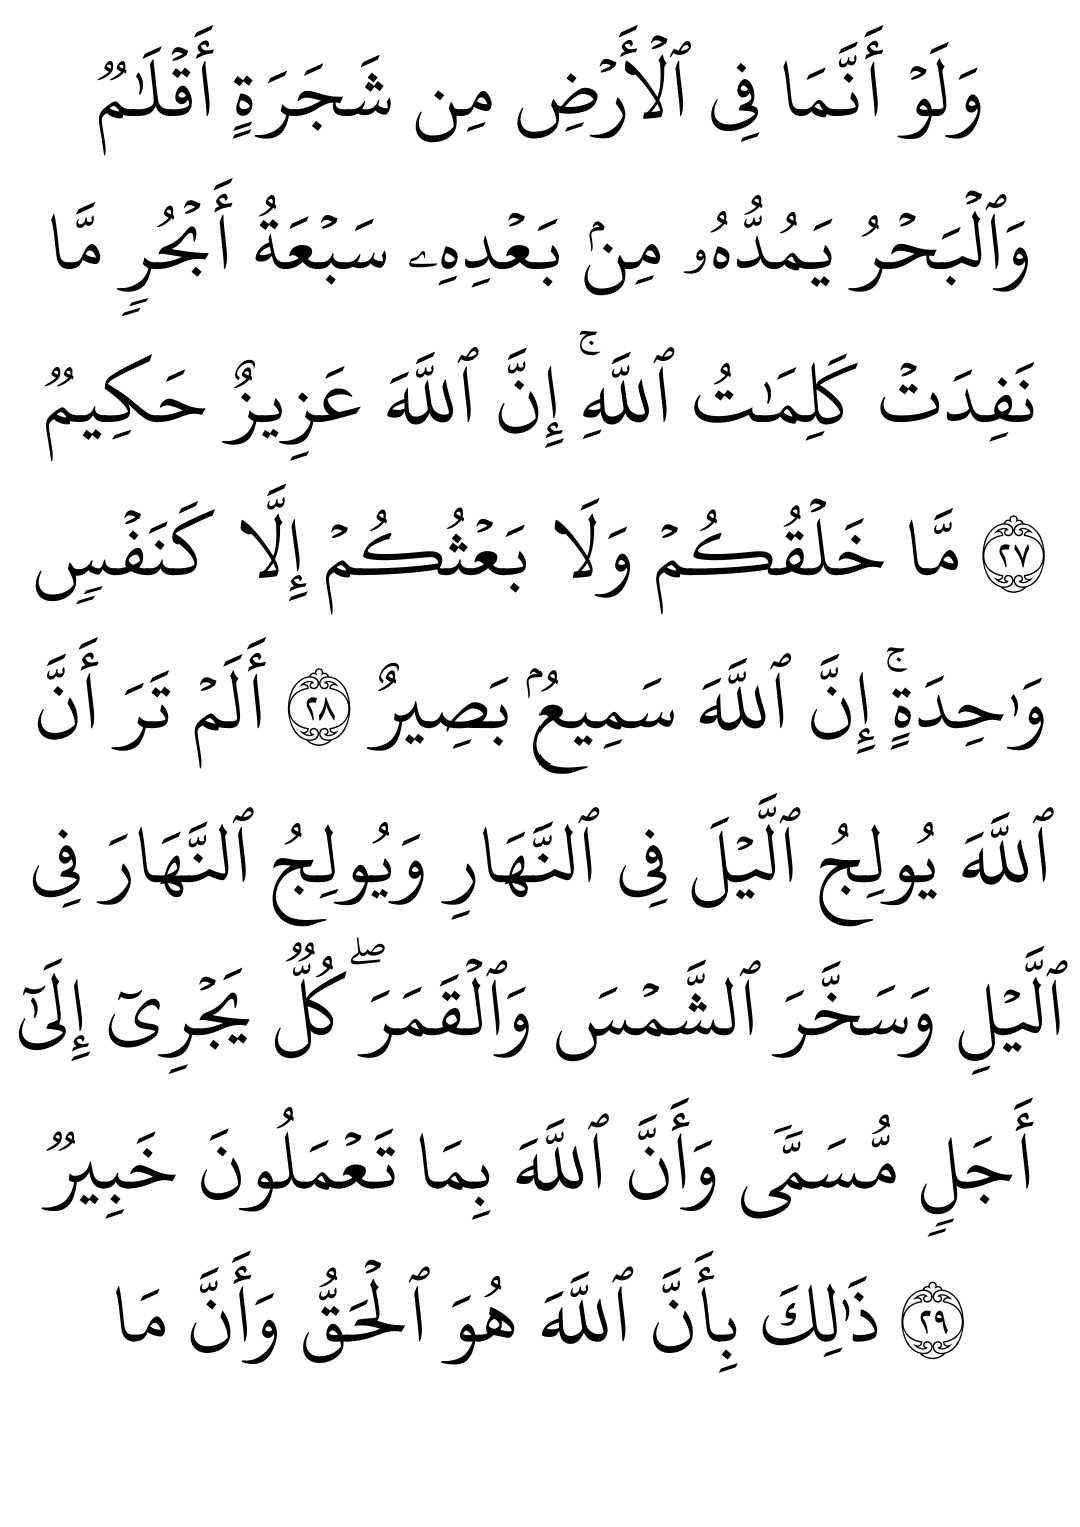 وَلَوۡ أَنَّمَا فِي ٱلۡأَرۡضِ مِن شَجَرَةٍ أَقۡلَٰمٞ
وَٱلۡبَحۡرُ يَمُدُّهُۥ مِنۢ بَعۡدِهِۦ سَبۡعَةُ أَبۡحُرٖ مَّا
نَفِدَتۡ كَلِمَٰتُ ٱللَّهِۚ إِنَّ ٱللَّهَ عَزِيزٌ حَكِيمٞ
٢٧ مَّا خَلۡقُكُمۡ وَلَا بَعۡثُكُمۡ إِلَّا كَنَفۡسٖ
وَٰحِدَةٍۚ إِنَّ ٱللَّهَ سَمِيعُۢ بَصِيرٌ ٢٨ أَلَمۡ تَرَ أَنَّ
ٱللَّهَ يُولِجُ ٱلَّيۡلَ فِي ٱلنَّهَارِ وَيُولِجُ ٱلنَّهَارَ فِي
ٱلَّيۡلِ وَسَخَّرَ ٱلشَّمۡسَ وَٱلۡقَمَرَۖ كُلّٞ يَجۡرِيٓ إِلَىٰٓ
أَجَلٖ مُّسَمّٗى وَأَنَّ ٱللَّهَ بِمَا تَعۡمَلُونَ خَبِيرٞ
٢٩ ذَٰلِكَ بِأَنَّ ٱللَّهَ هُوَ ٱلۡحَقُّ وَأَنَّ مَا